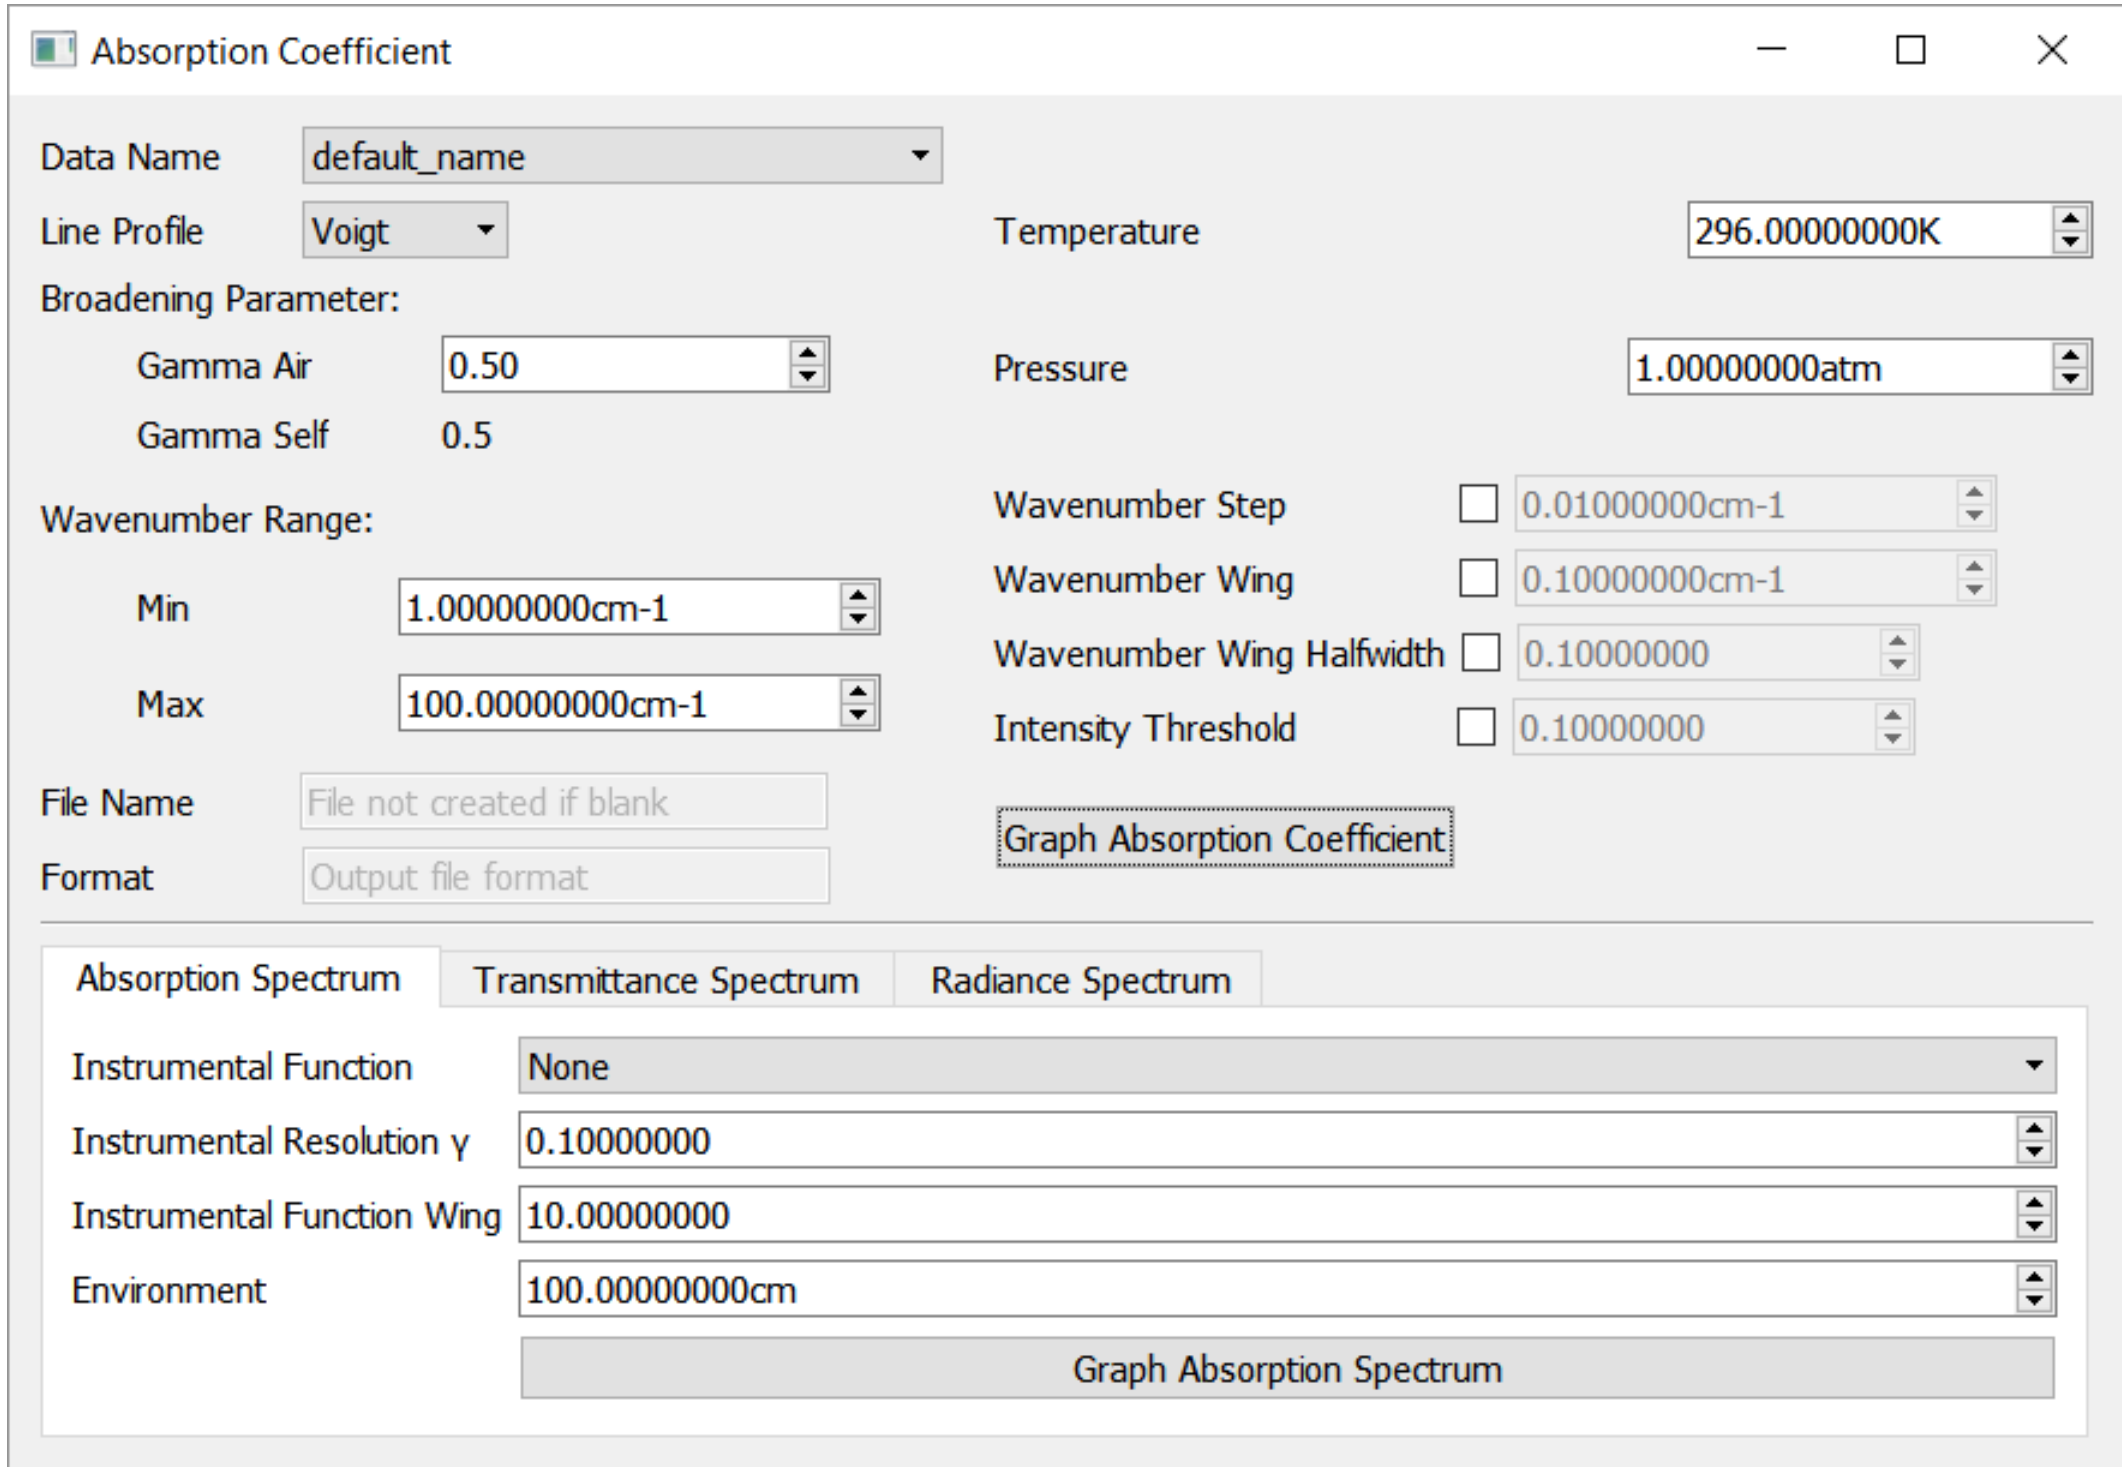 Absorption Coefficient
Data Name default_name
Line Profile Voigt Temperature 296.00000000K
Broadening Parameter:
Gamma Air 0.50 Pressure 1.00000000atm
Gamma Self 0.5
Wavenumber Range: Wavenumber Step 0.01000000cm-1
Wavenumber Wing 0.10000000cm-1
Min 1.00000000cm-1
Wavenumber Wing Halfwidth 0.10000000
Max 100.00000000cm-1
Intensity Threshold 0.10000000
File Name File not created if blank
Graph Absorption Coefficient
Format Output file format
Absorption Spectrum Transmittance Spectrum Radiance Spectrum
Instrumental Function None
Instrumental Resolution γ 0.10000000
Instrumental Function Wing 10.00000000
Environment 100.00000000cm
Graph Absorption Spectrum